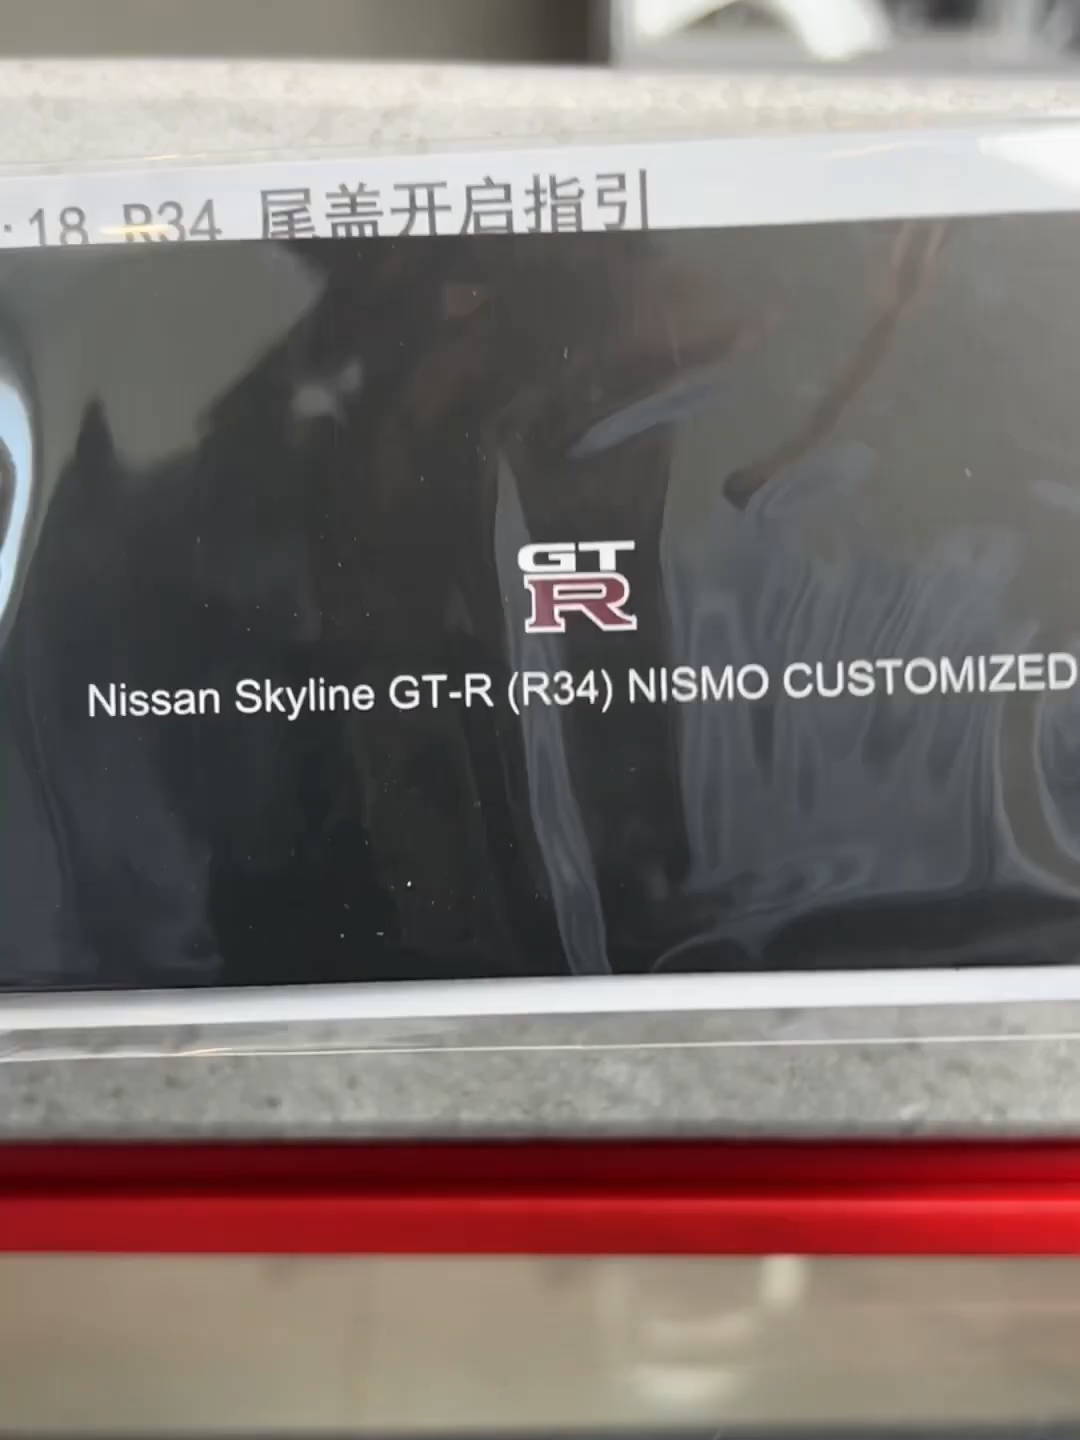 :18 R34 尾盖开启指引
GT
R
Nissan Skyline GT-R (R34) NISMO CUSTOMIZED